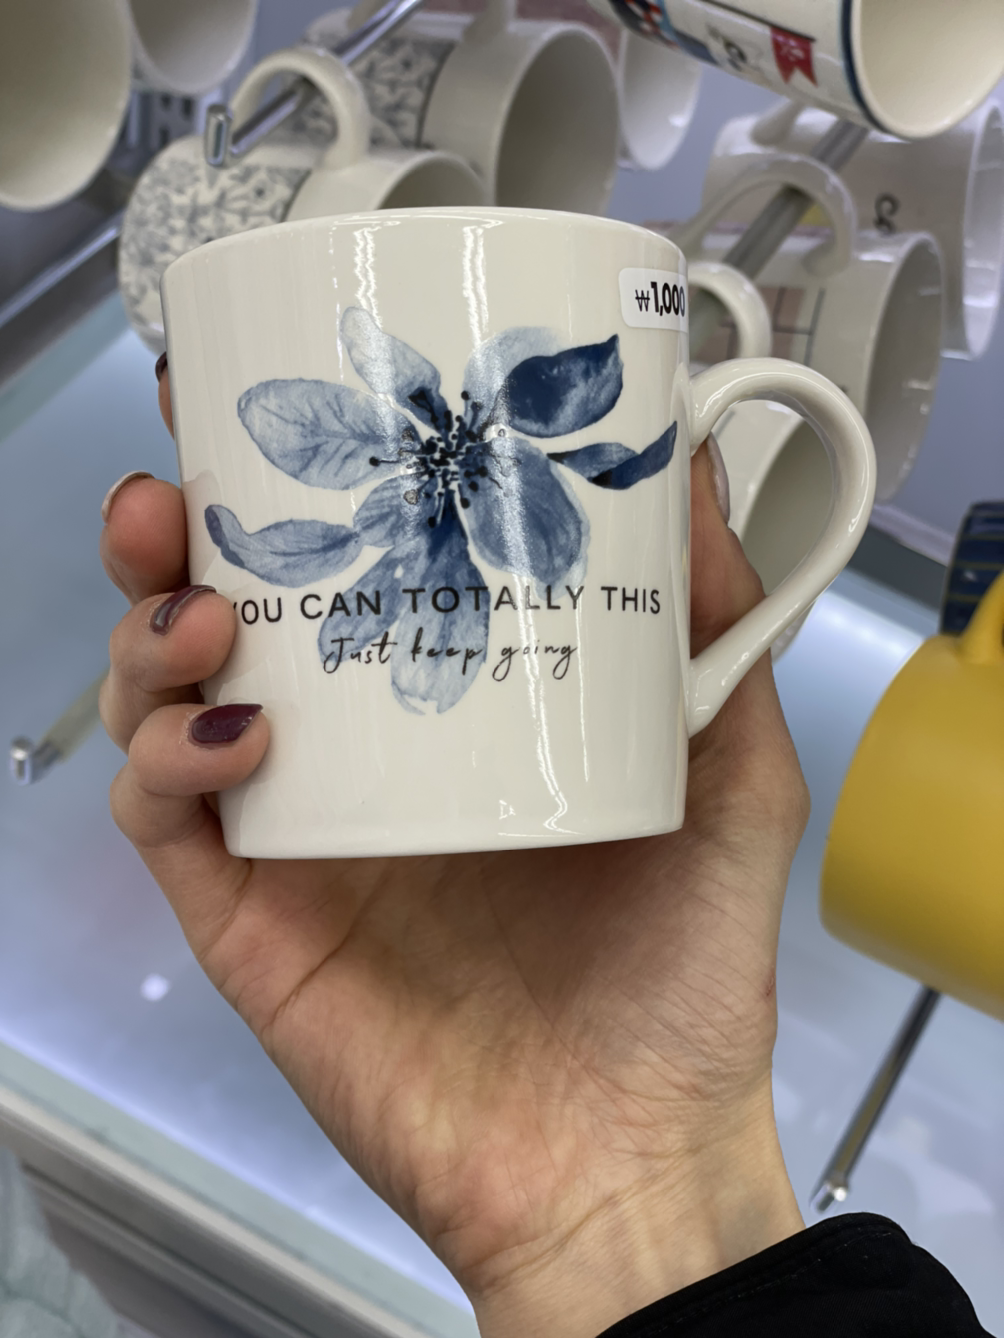 ₩1,000
YOU CAN TOTALLY THIS
Just keep going